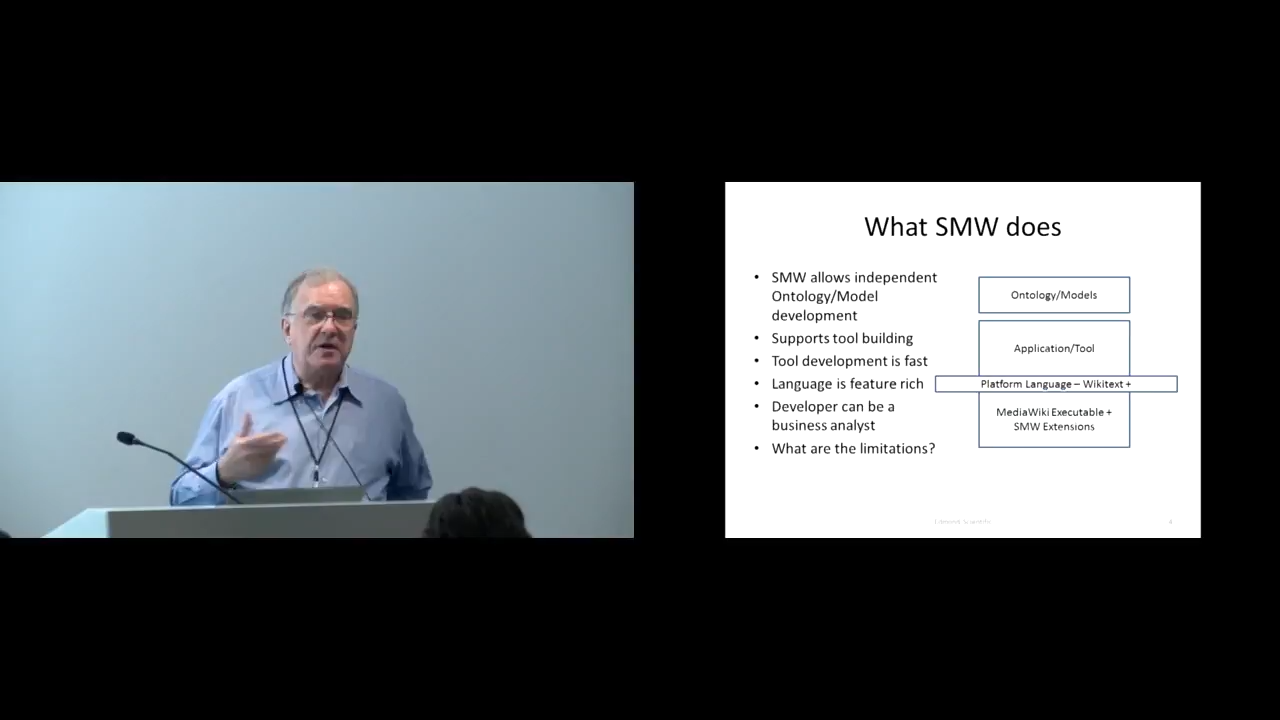 What SMW does
• SMW allows independent
Ontology/Model
development
• Supports tool building
• Tool development is fast
• Language is feature rich
• Developer can be a
business analyst
• What are the limitations?
Ontology/Models
Application/Tool
Platform Language – Wikitext +
MediaWiki Executable +
SMW Extensions